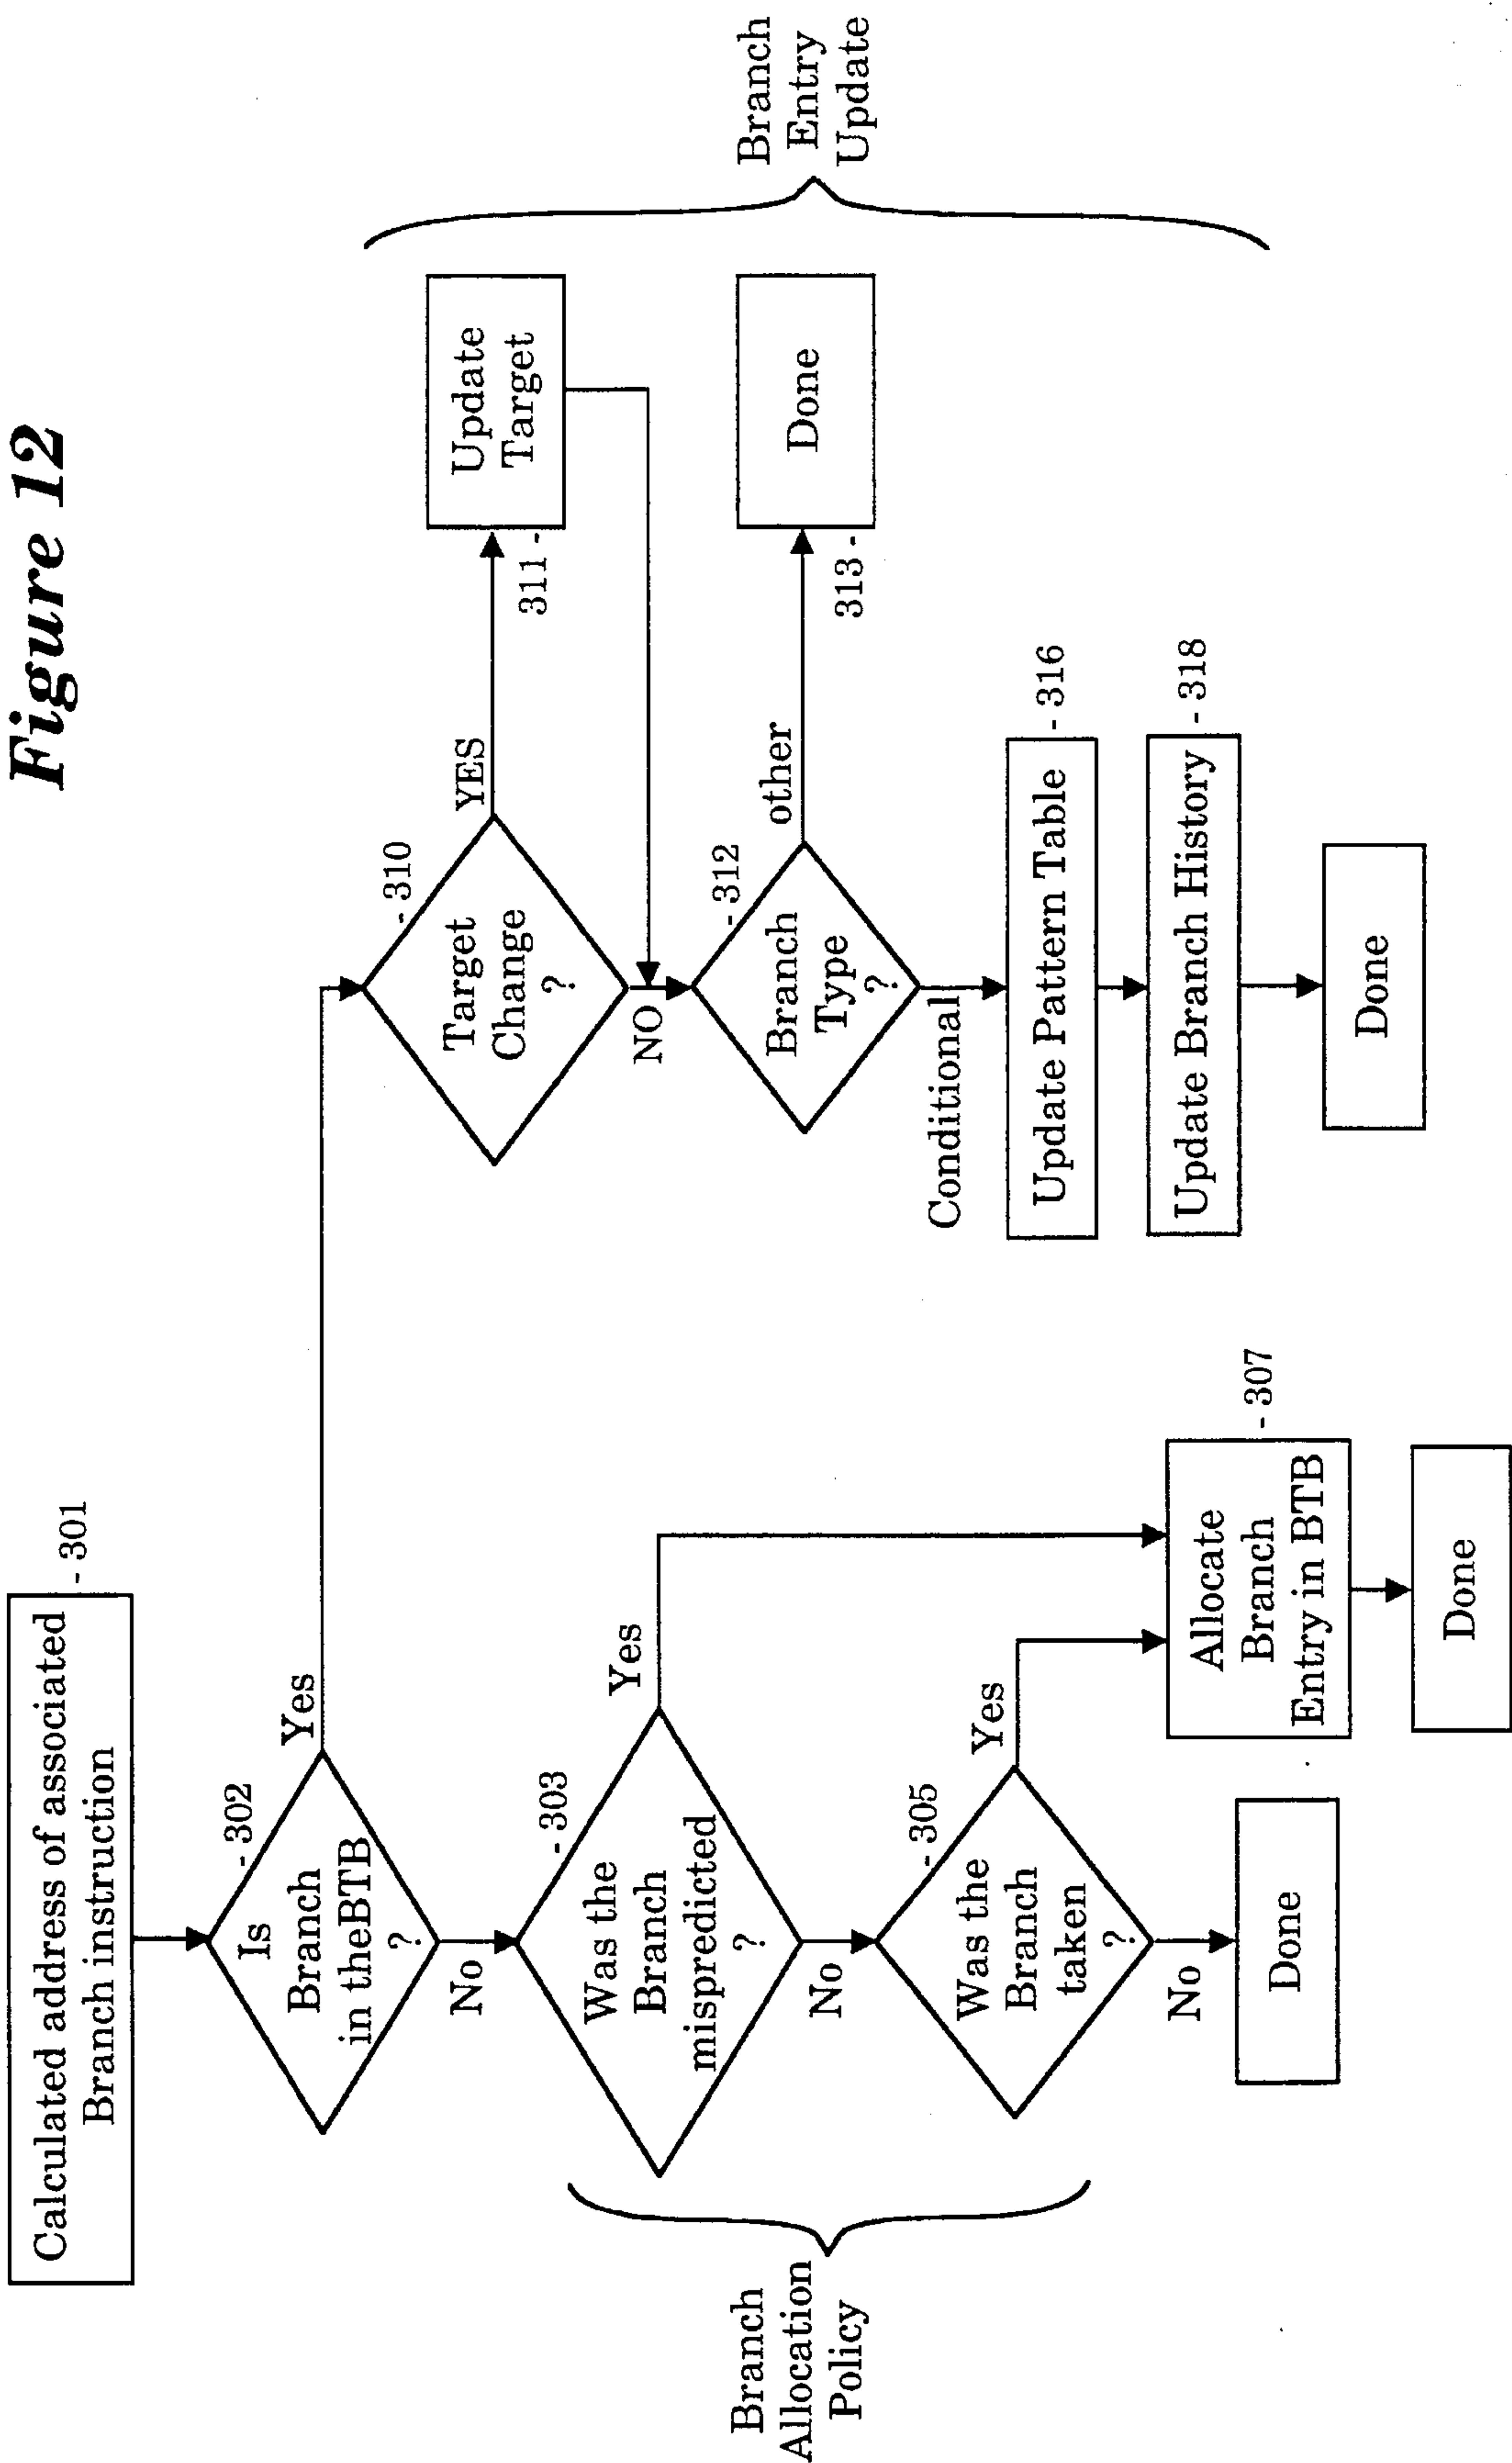 Figure 12
Calculated address of associated
Branch instruction
- 301
Is
Branch
in theBTB
?
- 302
Yes
No
Was the
Branch
mispredicted
?
- 303
Yes
No
Was the
Branch
taken
?
- 305
Yes
No
Done
Allocate
Branch
Entry in BTB
- 307
Done
Branch
Allocation
Policy
Target
Change
?
- 310
YES
NO
Update
Target
311 -
Branch
Type
?
- 312
other
Done
313 -
Conditional
Update Pattern Table
- 316
Update Branch History
- 318
Done
Branch
Entry
Update